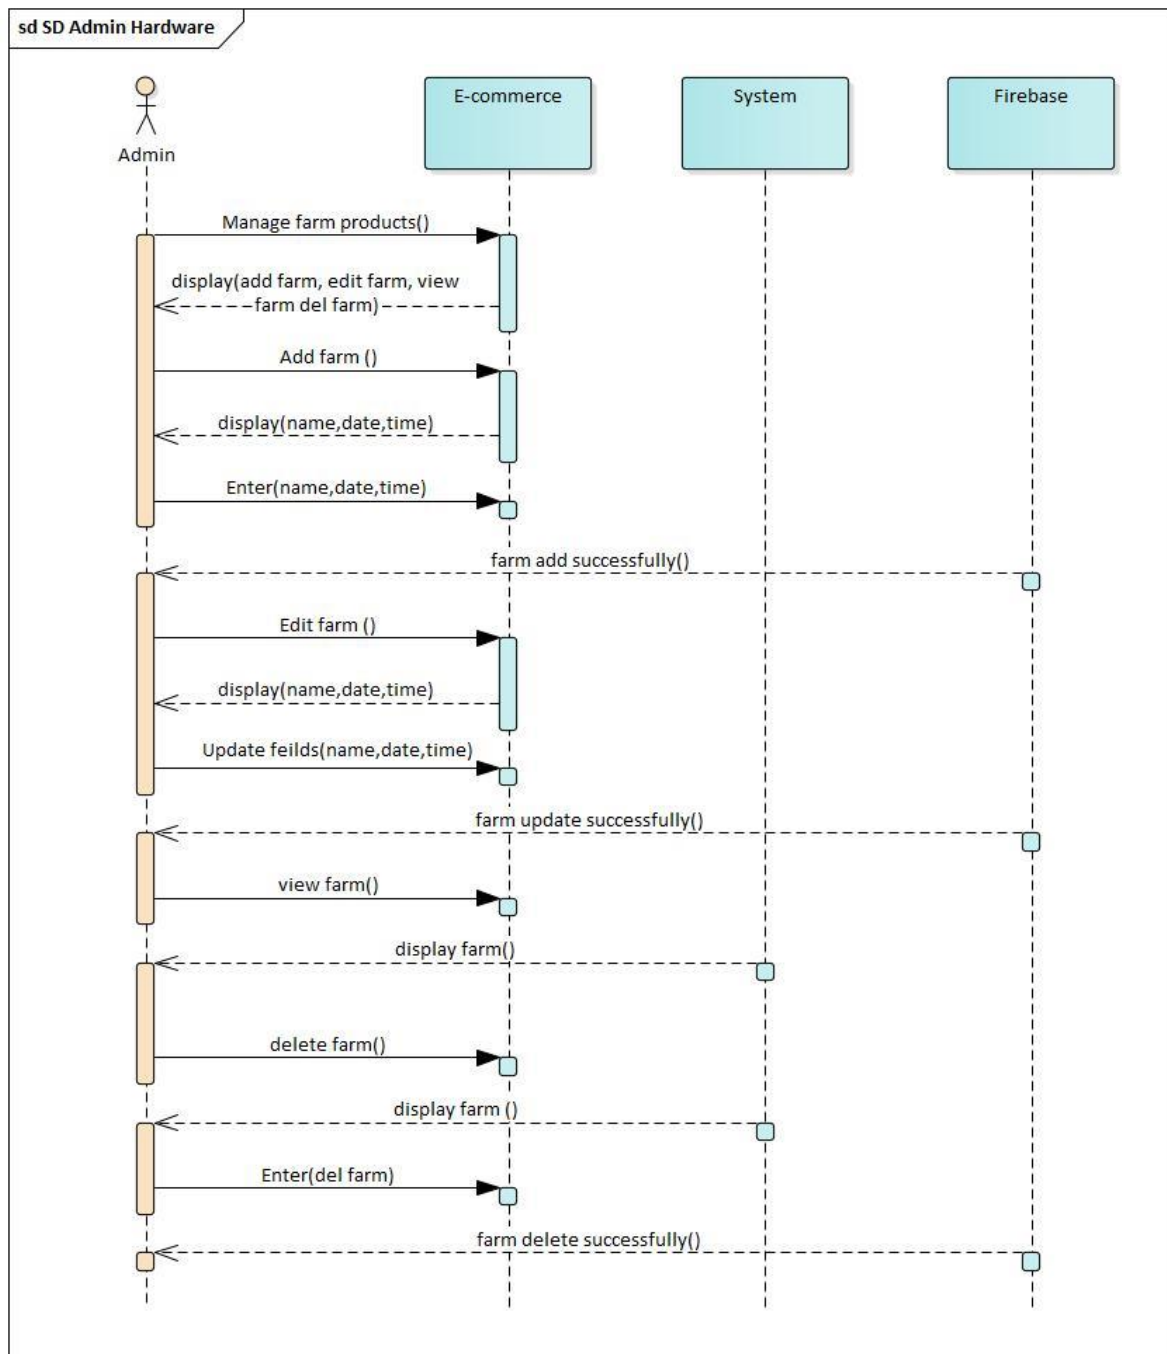 sd SD Admin Hardware
E-commerce
System
Firebase
Admin
Manage farm products()
display(add farm, edit farm, view
farm del farm)
Add farm ()
display(name,date,time)
Enter(name,date,time)
farm add successfully()
Edit farm ()
display(name,date,time)
Update feilds(name,date,time)
farm update successfully()
view farm()
display farm()
delete farm()
display farm ()
Enter(del farm)
farm delete successfully()